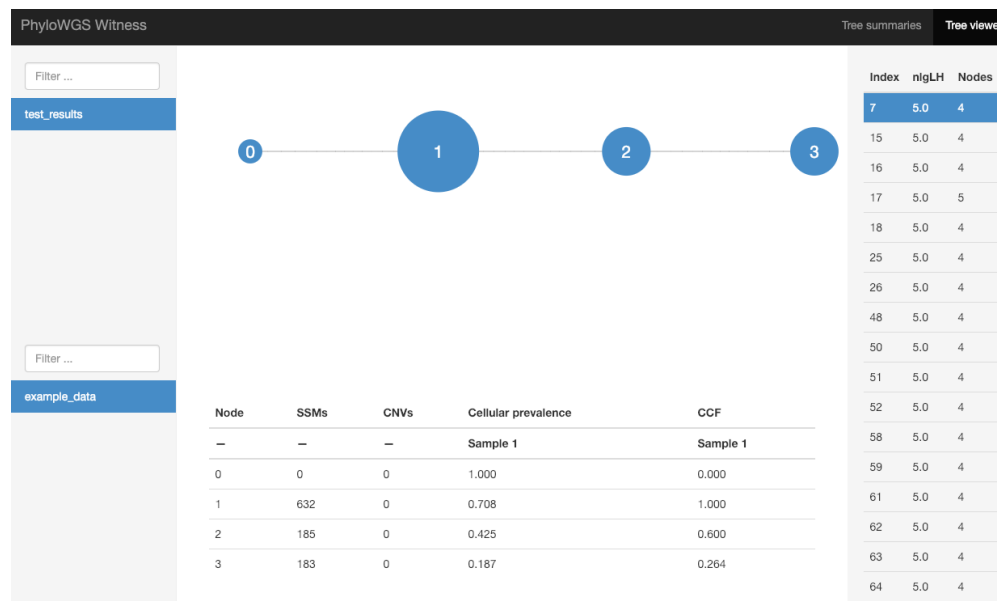 PhyloWGS Witness
Tree summaries
Tree viewe
Filter ...
test_results
0
1
2
3
Filter ...
example_data
Node SSMs CNVs Cellular prevalence CCF
— — — Sample 1 Sample 1
0 0 0 1.000 0.000
1 632 0 0.708 1.000
2 185 0 0.425 0.600
3 183 0 0.187 0.264
Index nlgLH Nodes
7 5.0 4
15 5.0 4
16 5.0 4
17 5.0 5
18 5.0 4
25 5.0 4
26 5.0 4
48 5.0 4
50 5.0 4
51 5.0 4
52 5.0 4
58 5.0 4
59 5.0 4
61 5.0 4
62 5.0 4
63 5.0 4
64 5.0 4